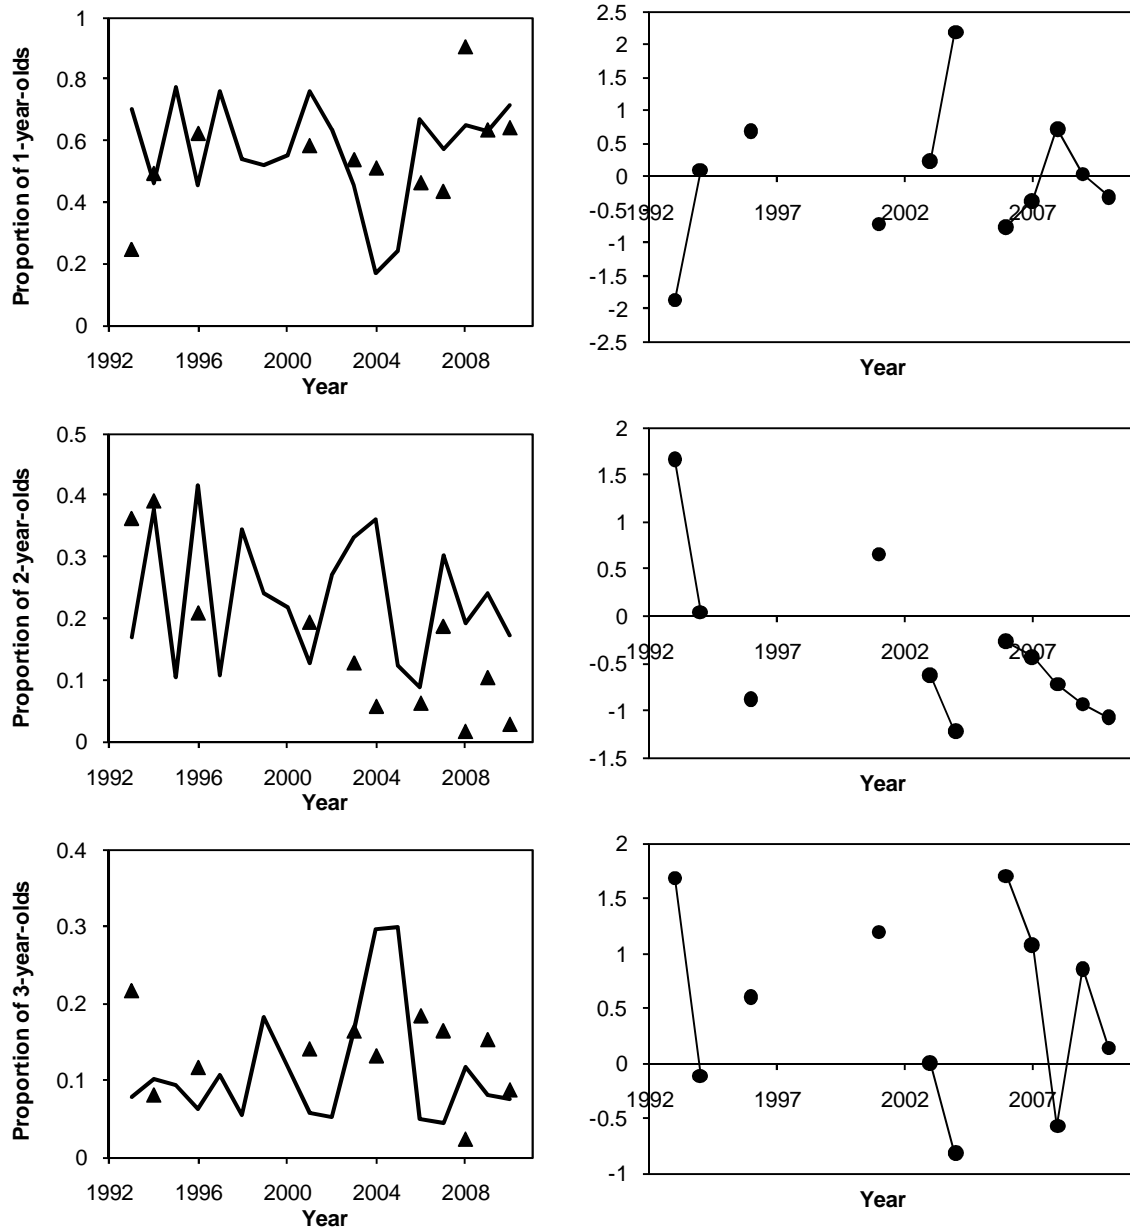 Proportion of 1-year-olds
1
0.8
0.6
0.4
0.2
0
1992 1996 2000 2004 2008
Year
2.5
2
1.5
1
0.5
0
-0.5
-1
-1.5
-2
-2.5
1992 1997 2002 2007
Year
Proportion of 2-year-olds
0.5
0.4
0.3
0.2
0.1
0
1992 1996 2000 2004 2008
Year
2
1.5
1
0.5
0
-0.5
-1
-1.5
1992 1997 2002 2007
Year
Proportion of 3-year-olds
0.4
0.3
0.2
0.1
0
1992 1996 2000 2004 2008
Year
2
1.5
1
0.5
0
-0.5
-1
1992 1997 2002 2007
Year